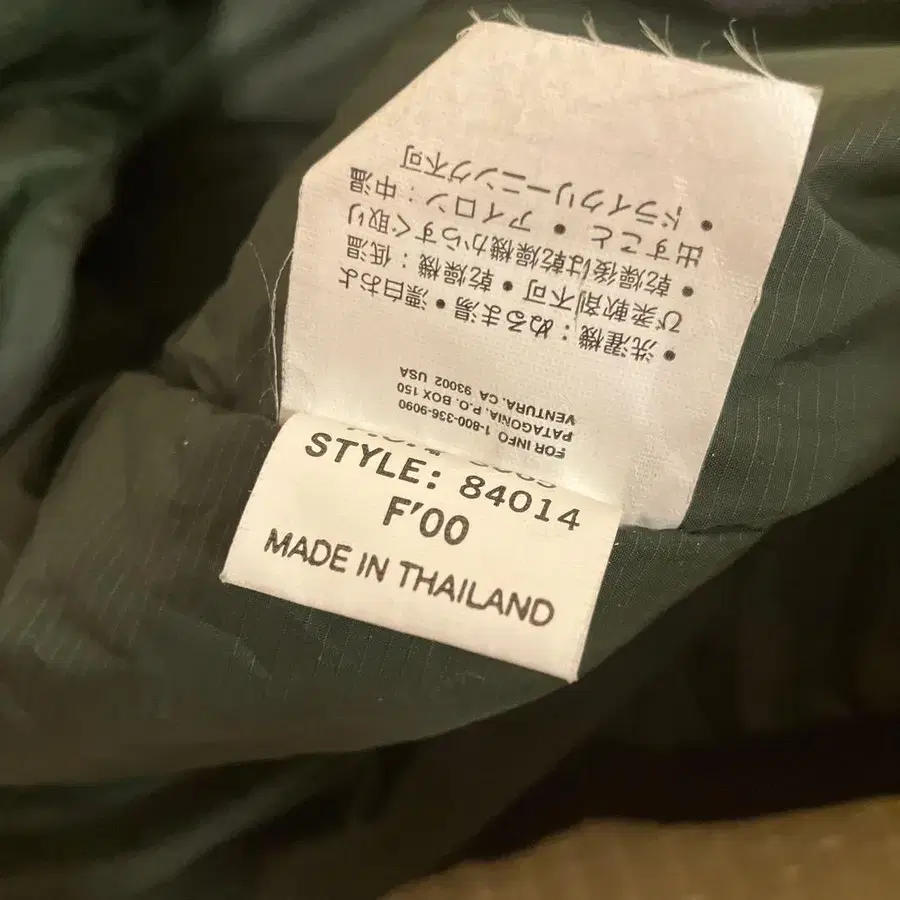 FOR INFO 1-800-336-9090
PATAGONIA, P.O. BOX 150
VENTURA, CA 93002 USA
• 洗濯機：ぬるま湯 • 漂白およ
び柔軟剤不可 • 乾燥機：低温
• 乾燥後は乾燥機からすぐ取り
出すこと • アイロン：中温
• ドライクリーニング不可
STYLE: 84014
F'00
MADE IN THAILAND